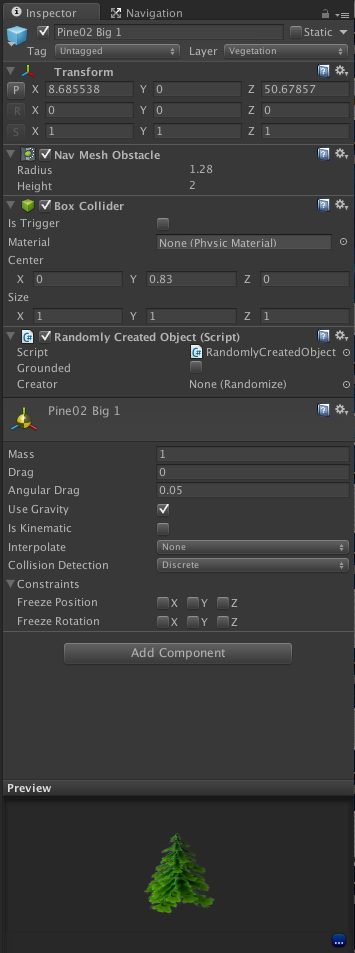 Inspector Navigation
Pine02 Big 1 Static
Tag Untagged Layer Vegetation
Transform
P X 8.685538 Y 0 Z 50.67857
R X 0 Y 0 Z 0
S X 1 Y 1 Z 1
Nav Mesh Obstacle
Radius 1.28
Height 2
Box Collider
Is Trigger
Material None (Physic Material)
Center
X 0 Y 0.83 Z 0
Size
X 1 Y 1 Z 1
Randomly Created Object (Script)
Script RandomlyCreatedObject
Grounded
Creator None (Randomize)
Pine02 Big 1
Mass 1
Drag 0
Angular Drag 0.05
Use Gravity
Is Kinematic
Interpolate None
Collision Detection Discrete
Constraints
Freeze Position X Y Z
Freeze Rotation X Y Z
Add Component
Preview